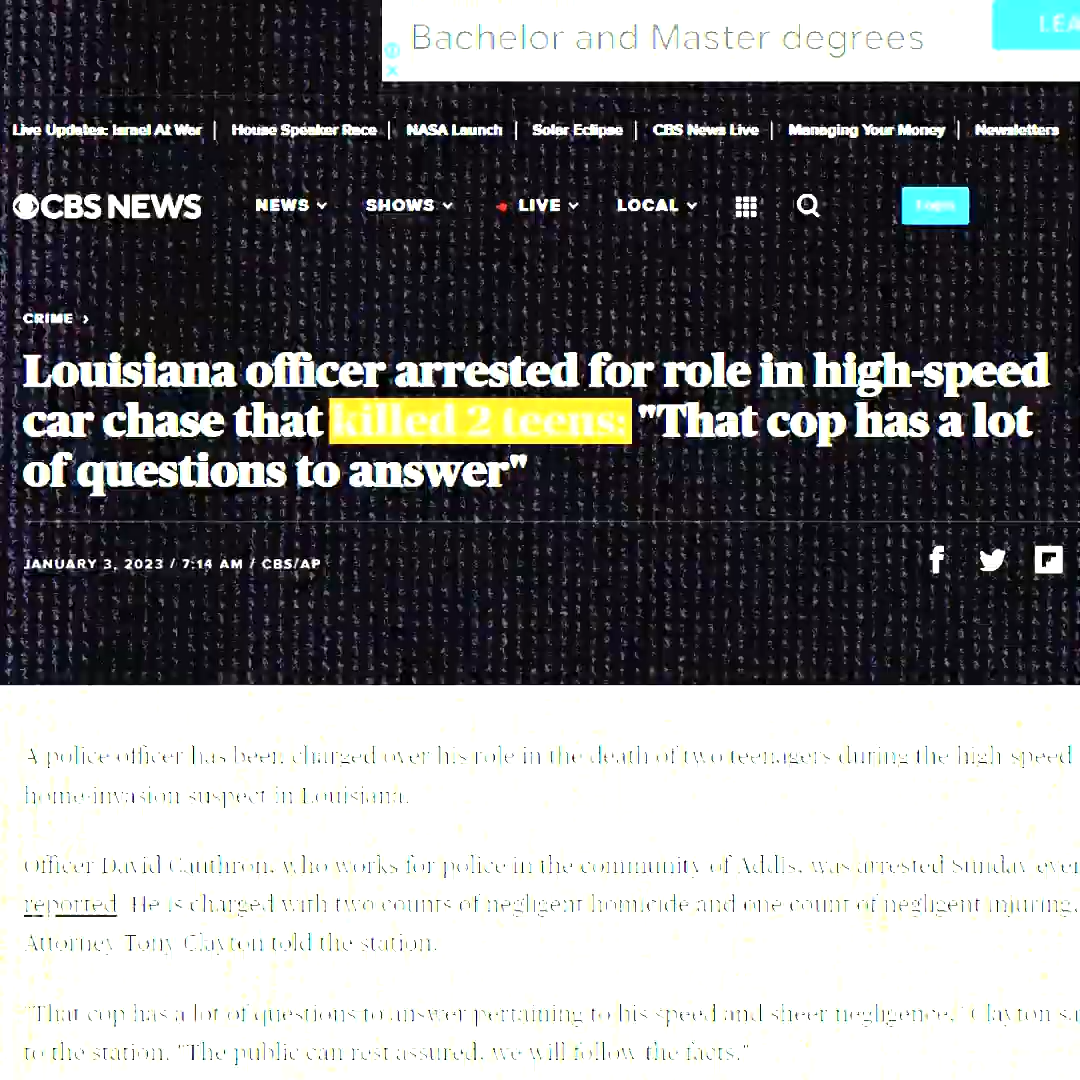 Bachelor and Master degrees
LEA
Live Updates: Israel At War | House Speaker Race | NASA Launch | Solar Eclipse | CBS News Live | Managing Your Money | Newsletters
CBS NEWS NEWS SHOWS LIVE LOCAL Login
CRIME ›
Louisiana officer arrested for role in high-speed
car chase that killed 2 teens: "That cop has a lot
of questions to answer"
JANUARY 3, 2023 / 7:14 AM / CBS/AP
A police officer has been charged over his role in the death of two teenagers during the high-speed
home-invasion suspect in Louisiana.
Officer David Cauthron, who works for police in the community of Addis, was arrested Sunday ever
reported. He is charged with two counts of negligent homicide and one count of negligent injuring,
Attorney Tony Clayton told the station.
"That cop has a lot of questions to answer pertaining to his speed and sheer negligence," Clayton sa
to the station. "The public can rest assured, we will follow the facts."